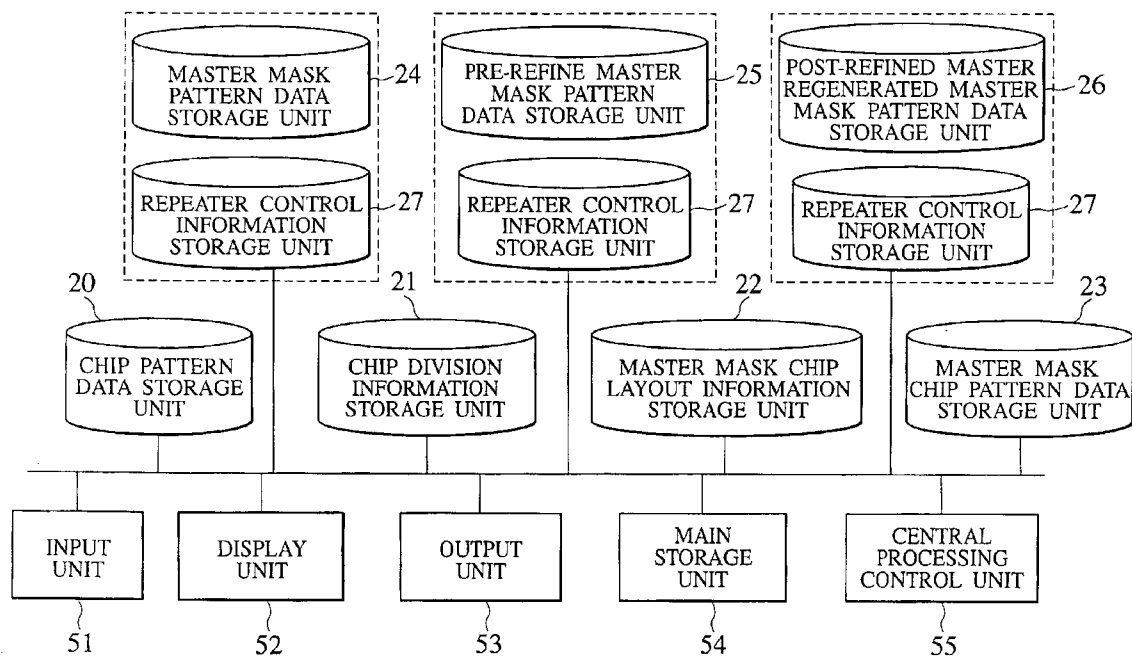 MASTER MASK
PATTERN DATA
STORAGE UNIT
24
PRE-REFINE MASTER
MASK PATTERN
DATA STORAGE UNIT
25
POST-REFINED MASTER
REGENERATED MASTER
MASK PATTERN DATA
STORAGE UNIT
26
REPEATER CONTROL
INFORMATION
STORAGE UNIT
27
REPEATER CONTROL
INFORMATION
STORAGE UNIT
27
REPEATER CONTROL
INFORMATION
STORAGE UNIT
27
20
CHIP PATTERN
DATA STORAGE
UNIT
21
CHIP DIVISION
INFORMATION
STORAGE UNIT
22
MASTER MASK CHIP
LAYOUT INFORMATION
STORAGE UNIT
23
MASTER MASK
CHIP PATTERN DATA
STORAGE UNIT
INPUT
UNIT
51
DISPLAY
UNIT
52
OUTPUT
UNIT
53
MAIN
STORAGE
UNIT
54
CENTRAL
PROCESSING
CONTROL UNIT
55